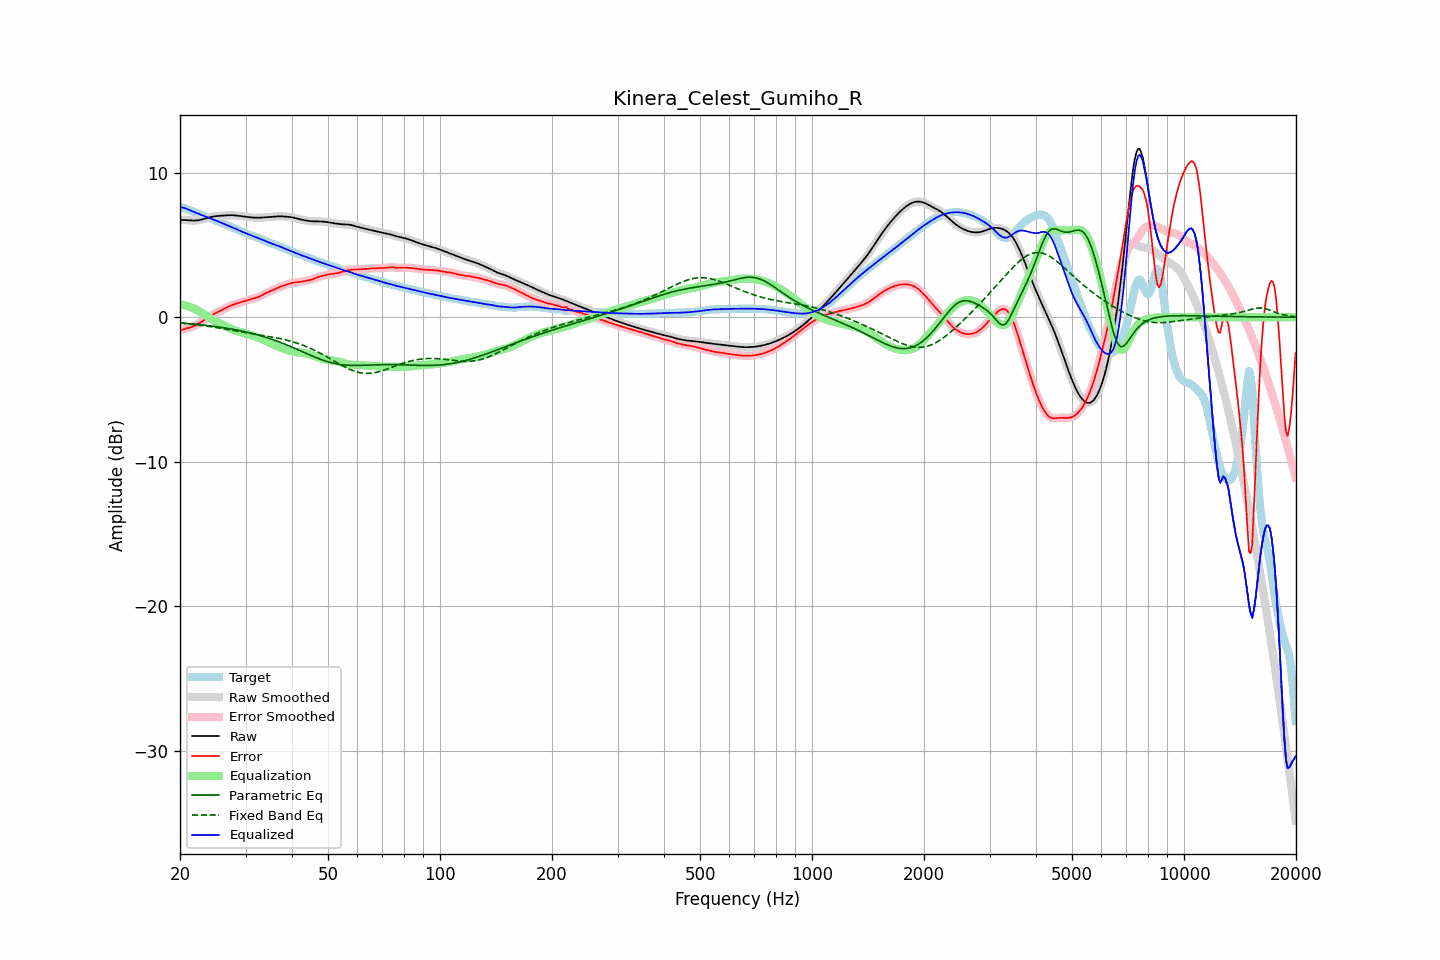 Kinera_Celest_Gumiho_R
10
0
−10
−20
−30
Amplitude (dBr)
Target
Raw Smoothed
Error Smoothed
Raw
Error
Equalization
Parametric Eq
Fixed Band Eq
Equalized
20 50 100 200 500 1000 2000 5000 10000 20000
Frequency (Hz)